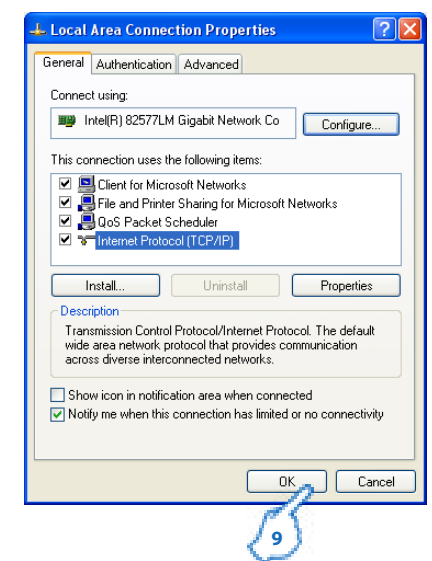 Local Area Connection Properties
General Authentication Advanced
Connect using:
Intel(R) 82577LM Gigabit Network Co
Configure...
This connection uses the following items:
Client for Microsoft Networks
File and Printer Sharing for Microsoft Networks
QoS Packet Scheduler
Internet Protocol (TCP/IP)
Install... Uninstall Properties
Description
Transmission Control Protocol/Internet Protocol. The default
wide area network protocol that provides communication
across diverse interconnected networks.
Show icon in notification area when connected
Notify me when this connection has limited or no connectivity
OK Cancel
9